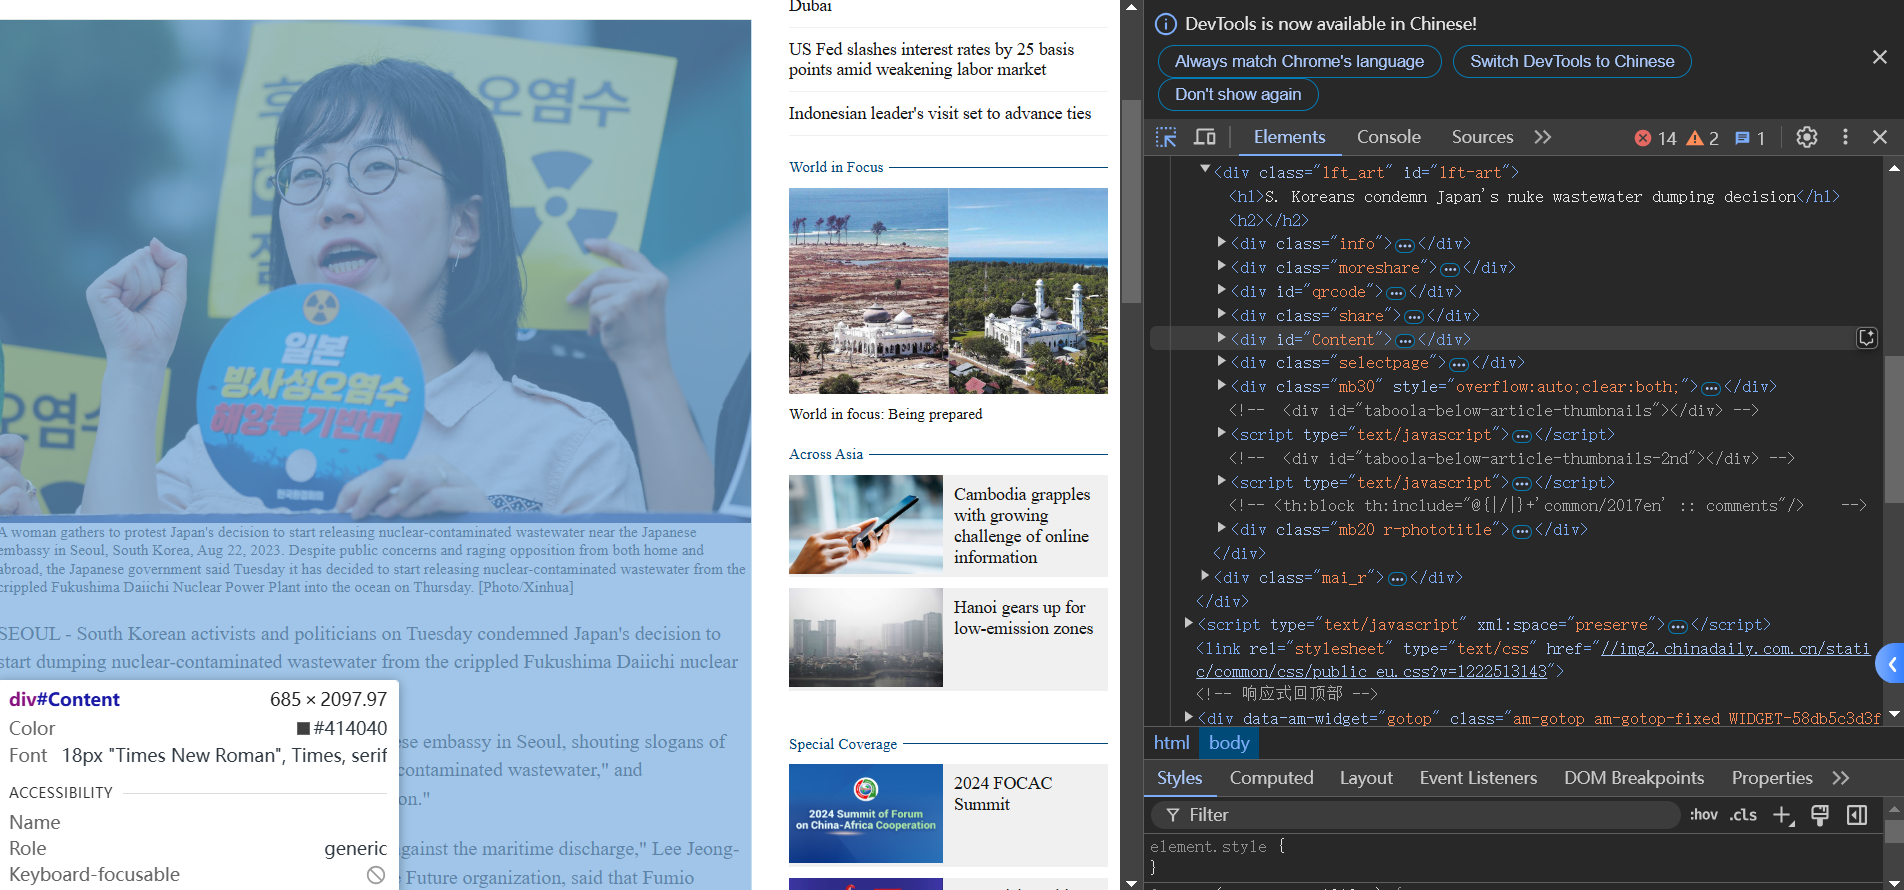 Dubai
US Fed slashes interest rates by 25 basis
points amid weakening labor market
Indonesian leader's visit set to advance ties
World in Focus
World in focus: Being prepared
Across Asia
Cambodia grapples
with growing
challenge of online
information
Hanoi gears up for
low-emission zones
Special Coverage
2024 Summit of Forum
on China-Africa Cooperation
2024 FOCAC
Summit
오염수
일본
방사성오염수
해양투기반대
환경회의
A woman gathers to protest Japan's decision to start releasing nuclear-contaminated wastewater near the Japanese
embassy in Seoul, South Korea, Aug 22, 2023. Despite public concerns and raging opposition from both home and
abroad, the Japanese government said Tuesday it has decided to start releasing nuclear-contaminated wastewater from the
crippled Fukushima Daiichi Nuclear Power Plant into the ocean on Thursday. [Photo/Xinhua]
SEOUL - South Korean activists and politicians on Tuesday condemned Japan's decision to
start dumping nuclear-contaminated wastewater from the crippled Fukushima Daiichi nuclear
ese embassy in Seoul, shouting slogans of
contaminated wastewater," and
on."
against the maritime discharge," Lee Jeong-
Future organization, said that Fumio
div#Content 685 × 2097.97
Color #414040
Font 18px "Times New Roman", Times, serif
ACCESSIBILITY
Name
Role generic
Keyboard-focusable
DevTools is now available in Chinese!
Always match Chrome's language
Switch DevTools to Chinese
Don't show again
Elements Console Sources 14 2 1
<div class="lft_art" id="lft-art">
<h1>S. Koreans condemn Japan's nuke wastewater dumping decision</h1>
<h2></h2>
<div class="info">…</div>
<div class="moreshare">…</div>
<div id="qrcode">…</div>
<div class="share">…</div>
<div id="Content">…</div>
<div class="selectpage">…</div>
<div class="mb30" style="overflow:auto;clear:both;">…</div>
<!-- <div id="taboola-below-article-thumbnails"></div> -->
<script type="text/javascript">…</script>
<!-- <div id="taboola-below-article-thumbnails-2nd"></div> -->
<script type="text/javascript">…</script>
<!-- <th:block th:include="@{|/|}+'common/2017en' :: comments"/> -->
<div class="mb20 r-phototitle">…</div>
</div>
<div class="mai_r">…</div>
</div>
<script type="text/javascript" xml:space="preserve">…</script>
<link rel="stylesheet" type="text/css" href="//img2.chinadaily.com.cn/stati
c/common/css/public_eu.css?v=1222513143">
<!-- 响应式回顶部 -->
<div data-am-widget="gotop" class="am-gotop am-gotop-fixed WIDGET-58db5c3d3f
html body
Styles Computed Layout Event Listeners DOM Breakpoints Properties
Filter :hov .cls
element.style {
}